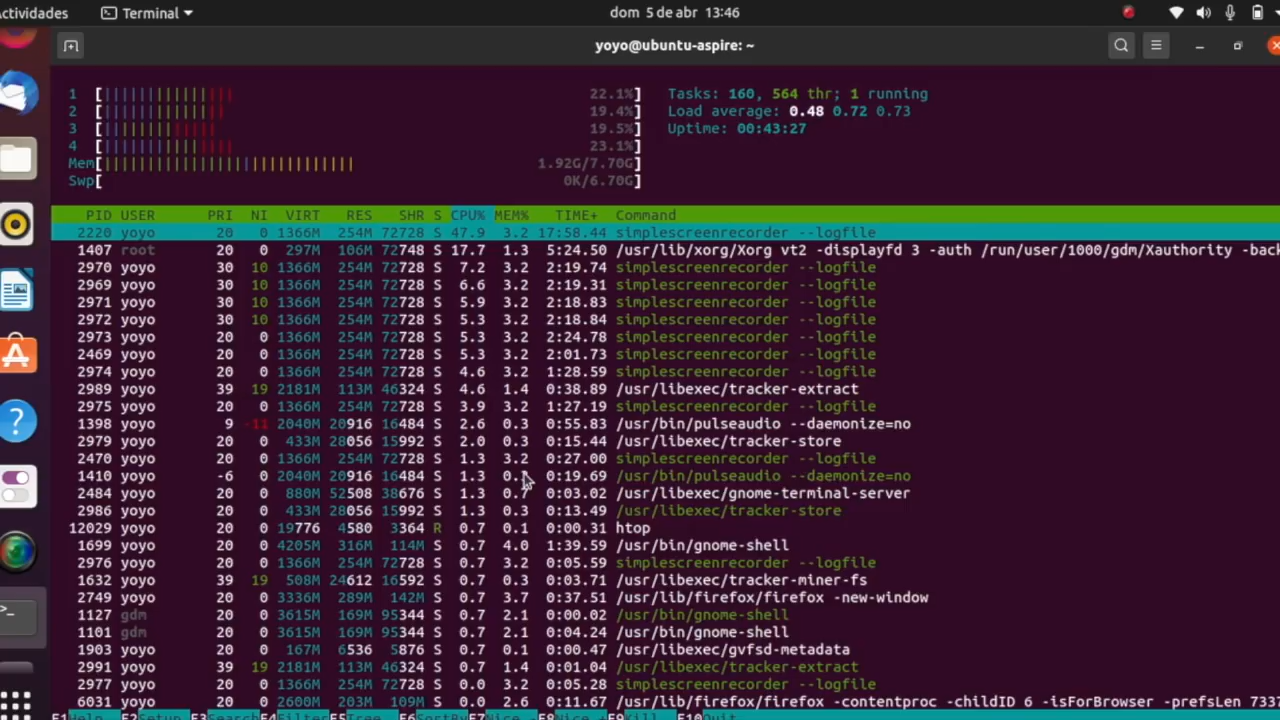 Actividades Terminal dom 5 de abr 13:46
yoyo@ubuntu-aspire: ~
1 [ 22.1%] Tasks: 160, 564 thr; 1 running
2 [ 19.4%] Load average: 0.48 0.72 0.73
3 [ 19.5%] Uptime: 00:43:27
4 [ 23.1%]
Mem[ 1.92G/7.70G]
Swp[ 0K/6.70G]
PID USER PRI NI VIRT RES SHR S CPU% MEM% TIME+ Command
2220 yoyo 20 0 1366M 254M 72728 S 47.9 3.2 17:58.44 simplescreenrecorder --logfile
1407 root 20 0 297M 106M 72748 S 17.7 1.3 5:24.50 /usr/lib/xorg/Xorg vt2 -displayfd 3 -auth /run/user/1000/gdm/Xauthority -back
2970 yoyo 30 10 1366M 254M 72728 S 7.2 3.2 2:19.74 simplescreenrecorder --logfile
2969 yoyo 30 10 1366M 254M 72728 S 6.6 3.2 2:19.31 simplescreenrecorder --logfile
2971 yoyo 30 10 1366M 254M 72728 S 5.9 3.2 2:18.83 simplescreenrecorder --logfile
2972 yoyo 30 10 1366M 254M 72728 S 5.3 3.2 2:18.84 simplescreenrecorder --logfile
2973 yoyo 20 0 1366M 254M 72728 S 5.3 3.2 2:24.78 simplescreenrecorder --logfile
2469 yoyo 20 0 1366M 254M 72728 S 5.3 3.2 2:01.73 simplescreenrecorder --logfile
2974 yoyo 20 0 1366M 254M 72728 S 4.6 3.2 1:28.59 simplescreenrecorder --logfile
2989 yoyo 39 19 2181M 113M 46324 S 4.6 1.4 0:38.89 /usr/libexec/tracker-extract
2975 yoyo 20 0 1366M 254M 72728 S 3.9 3.2 1:27.19 simplescreenrecorder --logfile
1398 yoyo 9 -11 2040M 20916 16484 S 2.6 0.3 0:55.83 /usr/bin/pulseaudio --daemonize=no
2979 yoyo 20 0 433M 28056 15992 S 2.0 0.3 0:15.44 /usr/libexec/tracker-store
2470 yoyo 20 0 1366M 254M 72728 S 1.3 3.2 0:27.00 simplescreenrecorder --logfile
1410 yoyo -6 0 2040M 20916 16484 S 1.3 0:19.69 /usr/bin/pulseaudio --daemonize=no
2484 yoyo 20 0 880M 52508 38676 S 1.3 0.7 0:03.02 /usr/libexec/gnome-terminal-server
2986 yoyo 20 0 433M 28056 15992 S 1.3 0.3 0:13.49 /usr/libexec/tracker-store
12029 yoyo 20 0 19776 4580 3364 R 0.7 0.1 0:00.31 htop
1699 yoyo 20 0 4205M 316M 114M S 0.7 4.0 1:39.59 /usr/bin/gnome-shell
2976 yoyo 20 0 1366M 254M 72728 S 0.7 3.2 0:05.59 simplescreenrecorder --logfile
1632 yoyo 39 19 508M 24612 16592 S 0.7 0.3 0:03.71 /usr/libexec/tracker-miner-fs
2749 yoyo 20 0 3336M 289M 142M S 0.7 3.7 0:37.51 /usr/lib/firefox/firefox -new-window
1127 gdm 20 0 3615M 169M 95344 S 0.7 2.1 0:00.02 /usr/bin/gnome-shell
1101 gdm 20 0 3615M 169M 95344 S 0.7 2.1 0:04.24 /usr/bin/gnome-shell
1903 yoyo 20 0 167M 6536 5876 S 0.7 0.1 0:00.47 /usr/libexec/gvfsd-metadata
2991 yoyo 39 19 2181M 113M 46324 S 0.7 1.4 0:01.04 /usr/libexec/tracker-extract
2977 yoyo 20 0 1366M 254M 72728 S 0.0 3.2 0:05.28 simplescreenrecorder --logfile
6031 yoyo 20 0 2600M 203M 109M S 0.0 2.6 0:11.67 /usr/lib/firefox/firefox -contentproc -childID 6 -isForBrowser -prefsLen 733
F1Help F2Setup F3SearchF4FilterF5Tree F6SortByF7Nice -F8Nice +F9Kill F10Quit